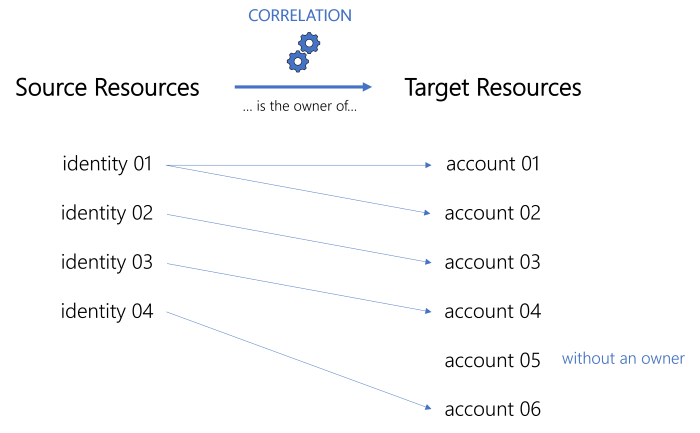 CORRELATION
Source Resources
Target Resources
... is the owner of...
identity 01
account 01
identity 02
account 02
identity 03
account 03
identity 04
account 04
account 05 without an owner
account 06